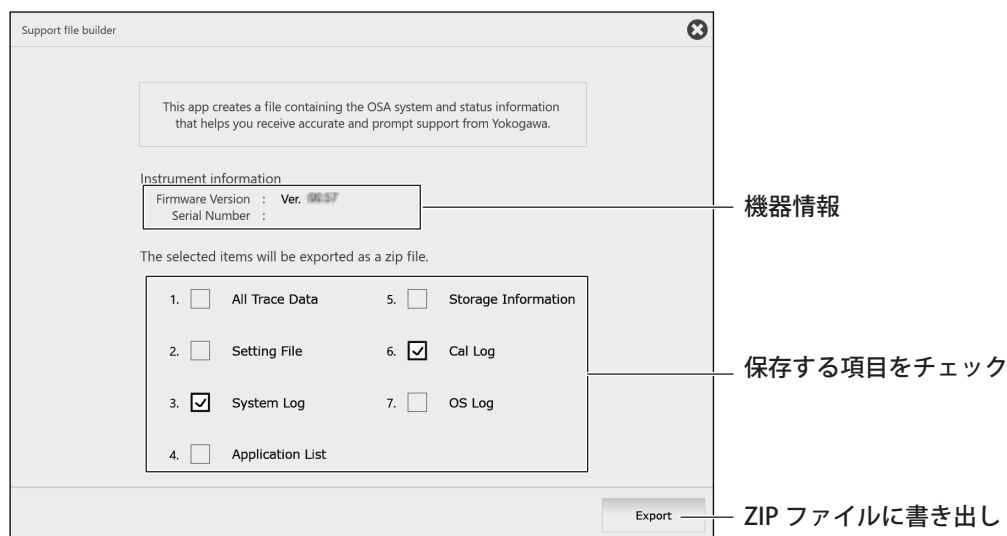 Support file builder
This app creates a file containing the OSA system and status information
that helps you receive accurate and prompt support from Yokogawa.
Instrument information
Firmware Version : Ver.
Serial Number :
機器情報
The selected items will be exported as a zip file.
1. All Trace Data
5. Storage Information
2. Setting File
6. Cal Log
保存する項目をチェック
3. System Log
7. OS Log
4. Application List
Export
ZIP ファイルに書き出し